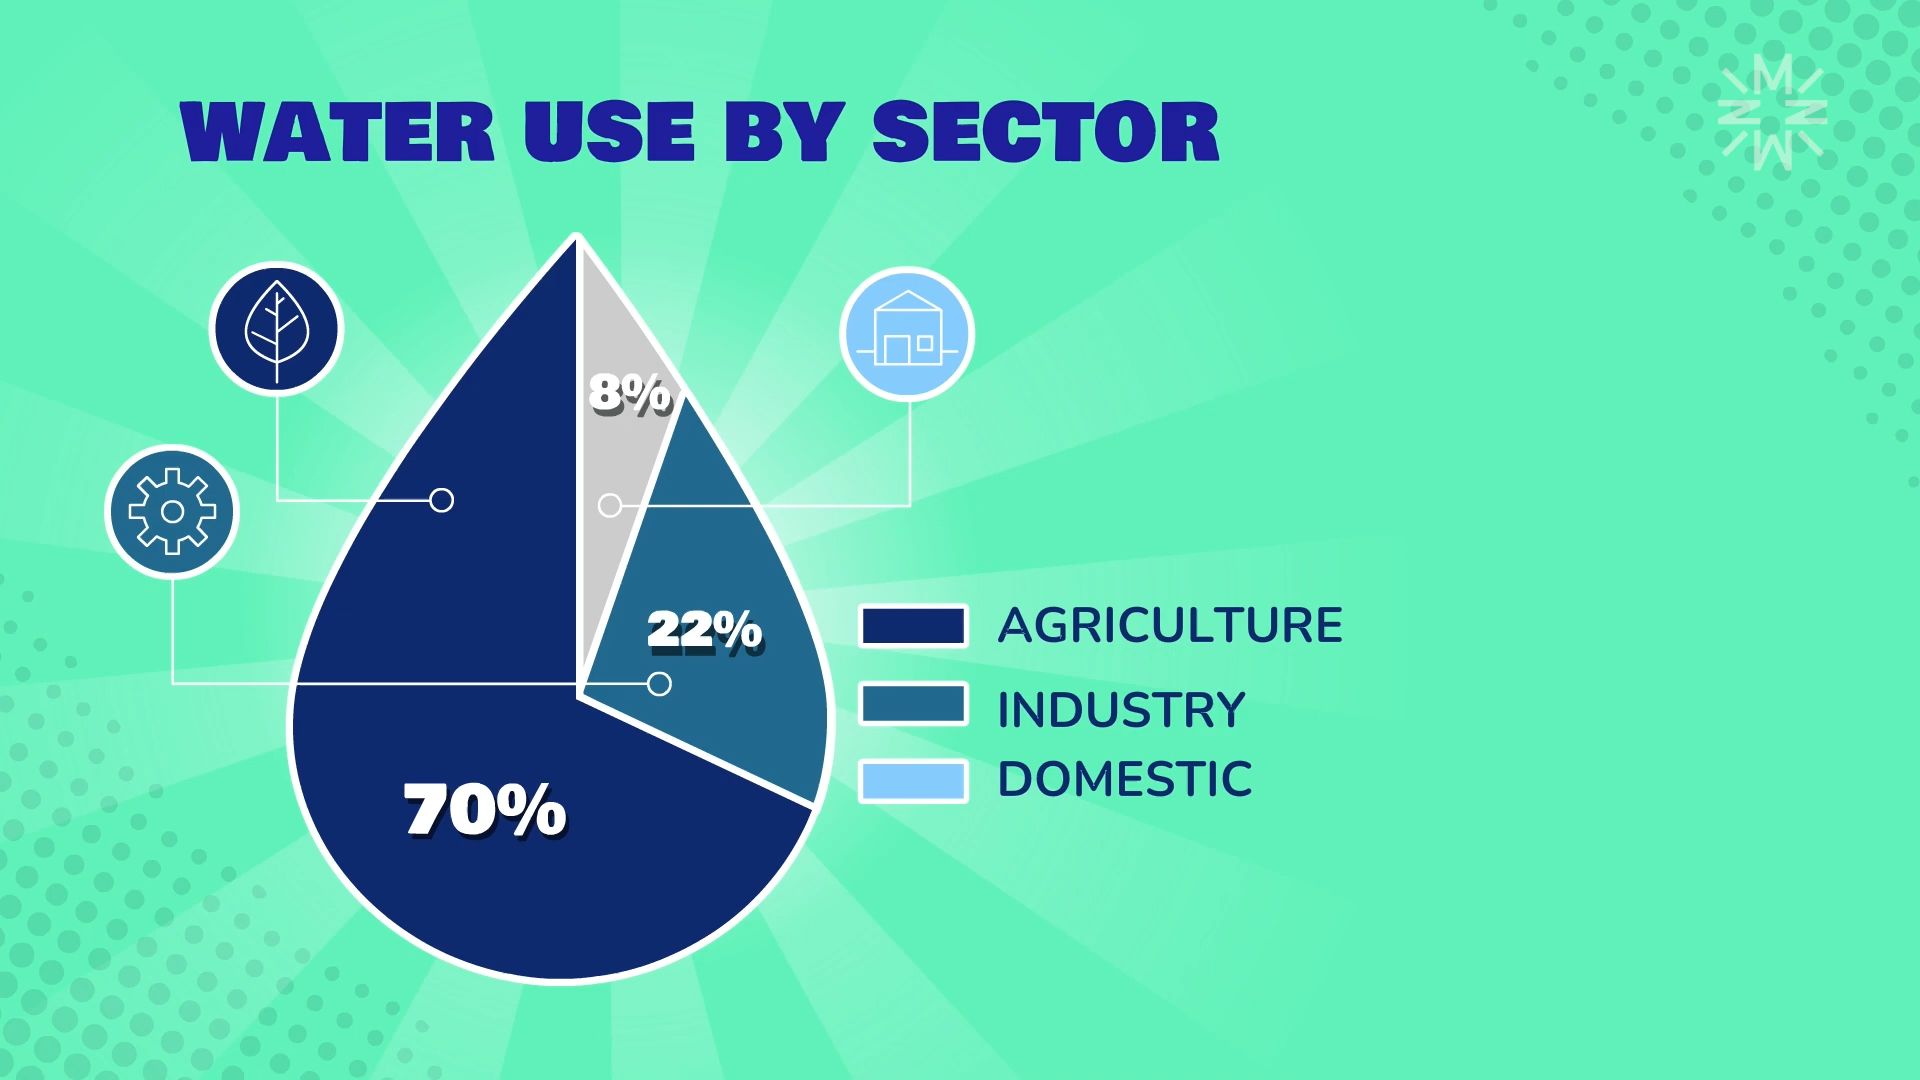 WATER USE BY SECTOR
8%
22%
70%
AGRICULTURE
INDUSTRY
DOMESTIC